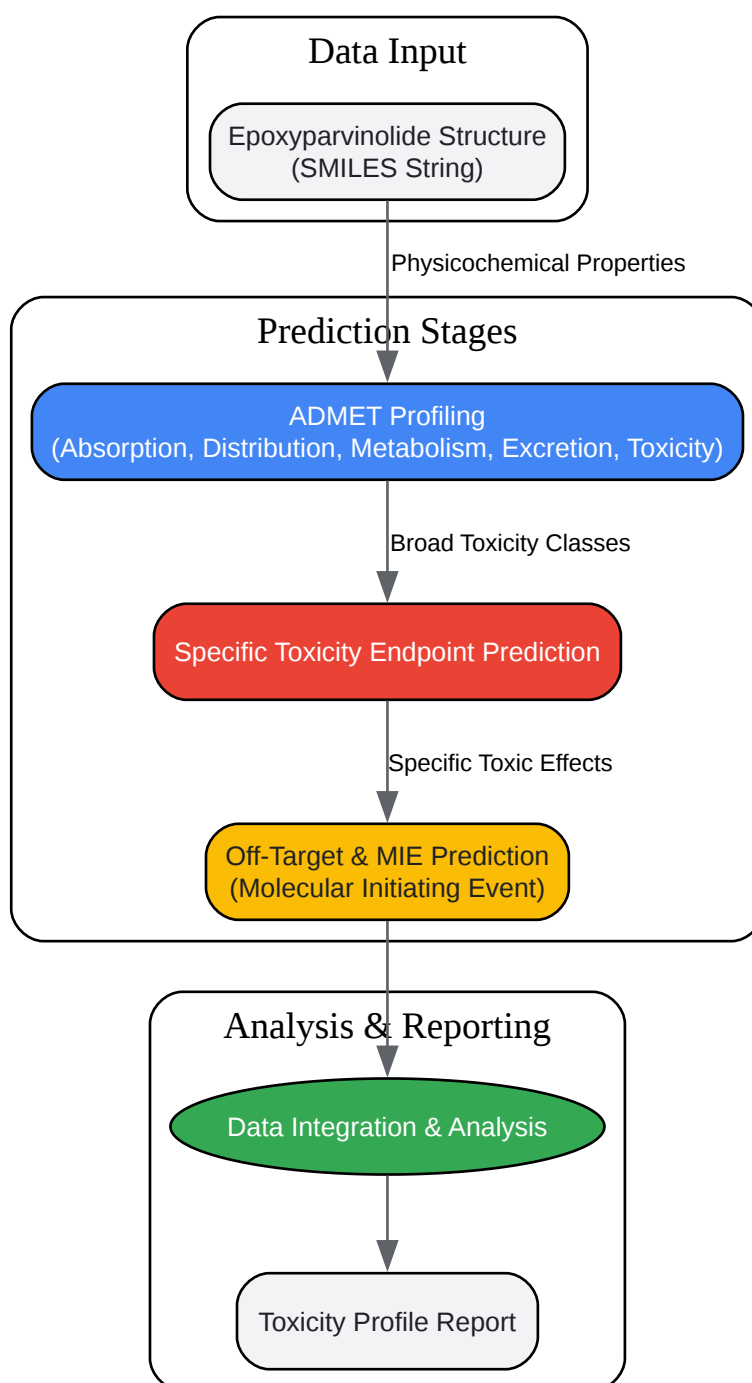 Data Input
Epoxyparvinolide Structure
(SMILES String)
Physicochemical Properties
Prediction Stages
ADMET Profiling
(Absorption, Distribution, Metabolism, Excretion, Toxicity)
Broad Toxicity Classes
Specific Toxicity Endpoint Prediction
Specific Toxic Effects
Off-Target & MIE Prediction
(Molecular Initiating Event)
Analysis & Reporting
Data Integration & Analysis
Toxicity Profile Report